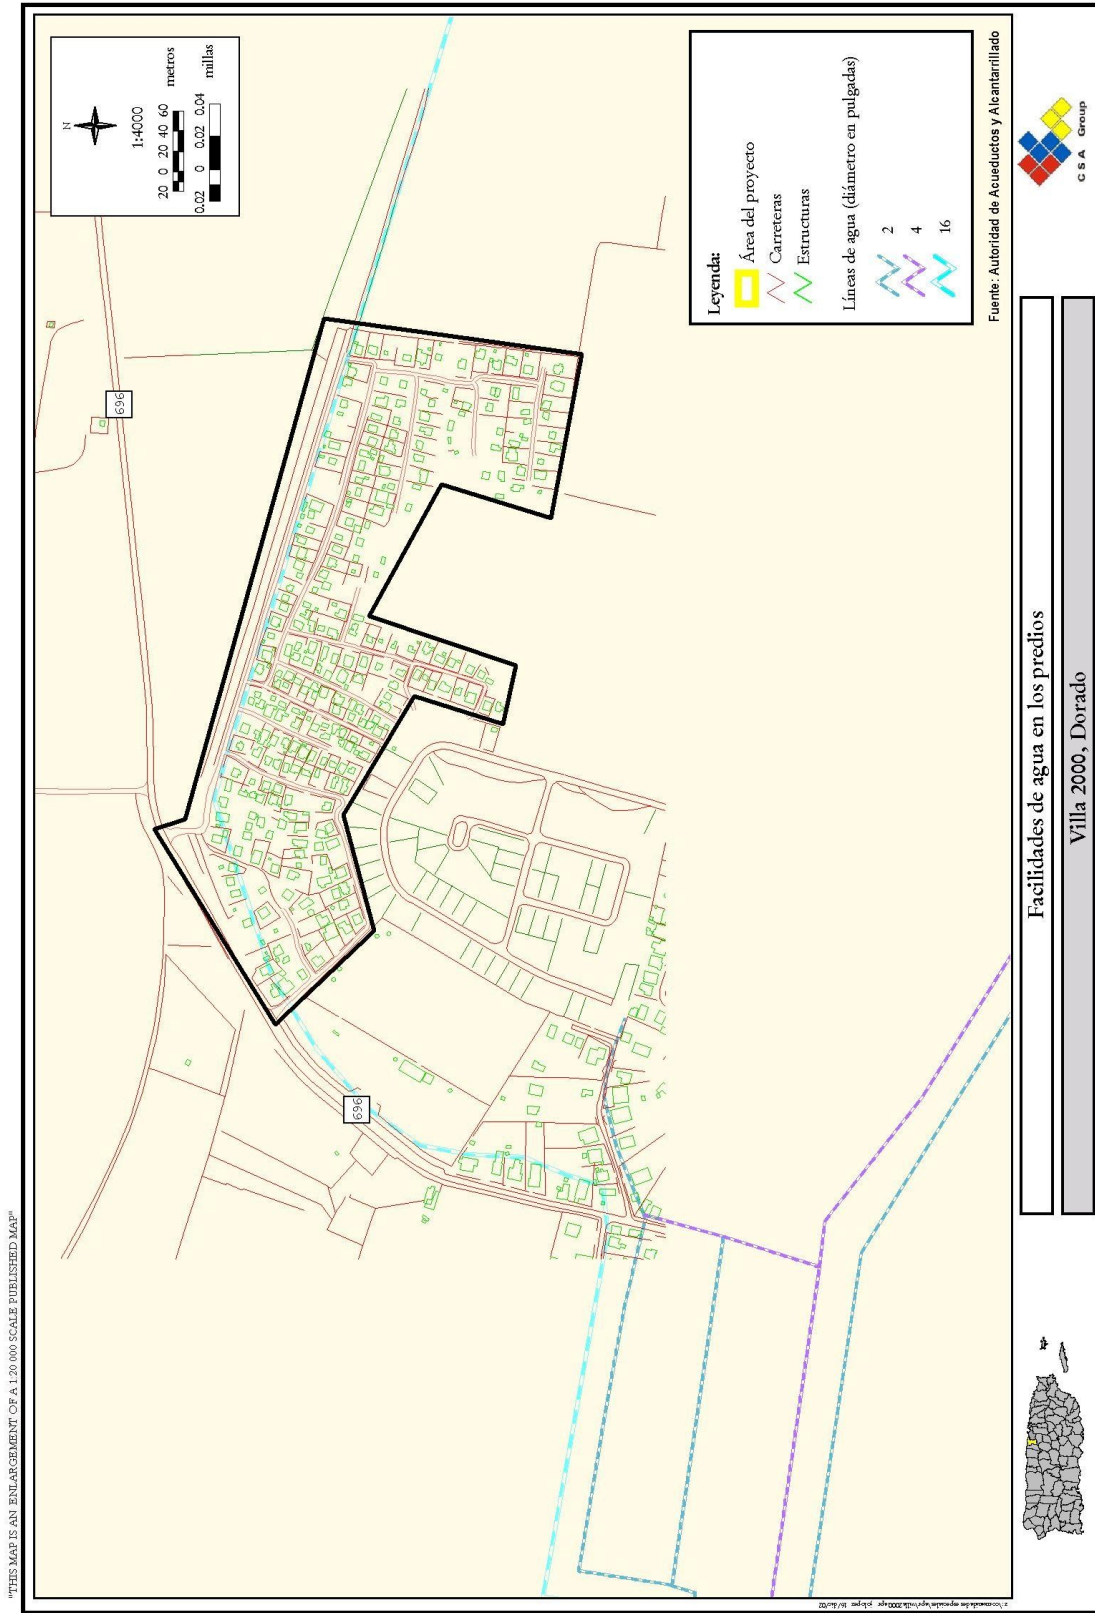 "THIS MAP IS AN ENLARGEMENT OF A 1:20 000 SCALE PUBLISHED MAP"
N
1:4000
20 0 20 40 60
metros
0.02 0 0.02 0.04
millas
696
696
Leyenda:
Área del proyecto
Carreteras
Estructuras
Líneas de agua (diámetro en pulgadas)
2
4
16
Fuente: Autoridad de Acueductos y Alcantarrillado
Facilidades de agua en los predios
Villa 2000, Dorado
C S A Group